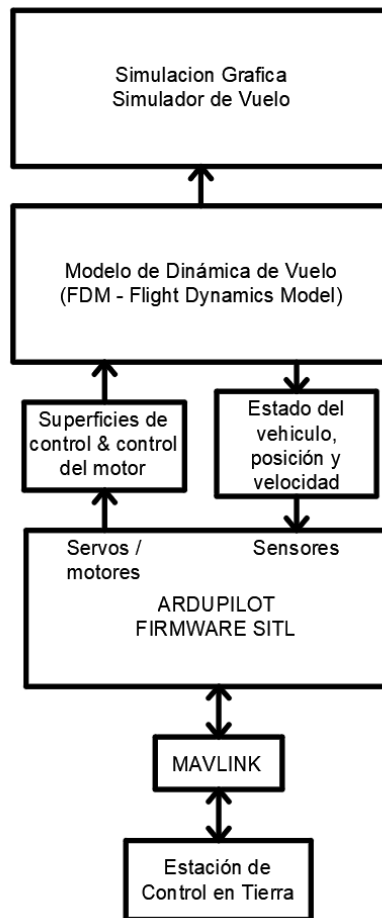 Simulacion Grafica
Simulador de Vuelo
Modelo de Dinámica de Vuelo
(FDM - Flight Dynamics Model)
Superficies de
control & control
del motor
Estado del
vehiculo,
posición y
velocidad
Servos /
motores
Sensores
ARDUPILOT
FIRMWARE SITL
MAVLINK
Estación de
Control en Tierra